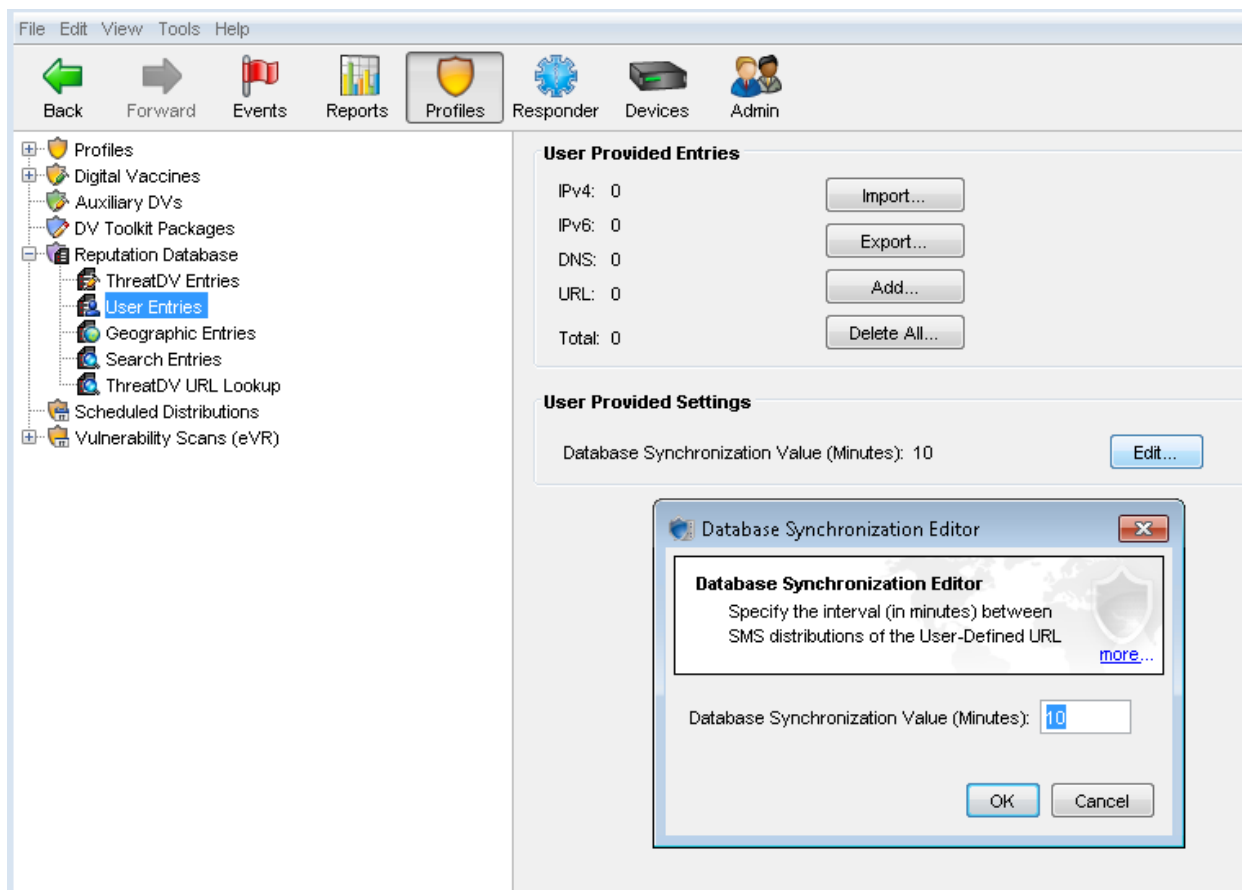 File Edit View Tools Help
Back Forward Events Reports Profiles Responder Devices Admin
Profiles
Digital Vaccines
Auxiliary DVs
DV Toolkit Packages
Reputation Database
ThreatDV Entries
User Entries
Geographic Entries
Search Entries
ThreatDV URL Lookup
Scheduled Distributions
Vulnerability Scans (eVR)
User Provided Entries
IPv4: 0
IPv6: 0
DNS: 0
URL: 0
Total: 0
Import...
Export...
Add...
Delete All...
User Provided Settings
Database Synchronization Value (Minutes): 10
Edit...
Database Synchronization Editor
Database Synchronization Editor
Specify the interval (in minutes) between
SMS distributions of the User-Defined URL
more...
Database Synchronization Value (Minutes): 10
OK Cancel